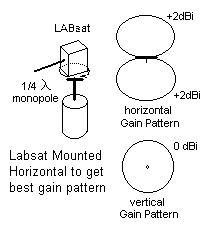 LABsat
+2dBi
1/4 入
monopole
+2dBi
horizontal
Gain Pattern
Labsat Mounted
Horizontal to get
best gain pattern
0 dBi
vertical
Gain Pattern